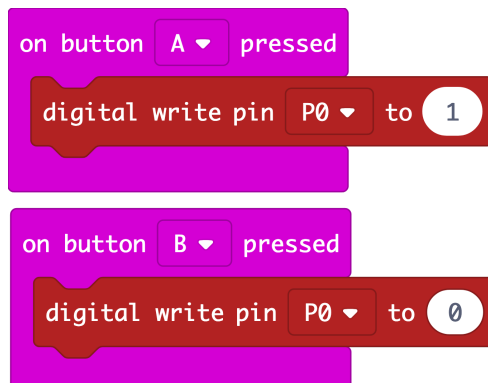 on button A pressed
digital write pin P0 to 1
on button B pressed
digital write pin P0 to 0